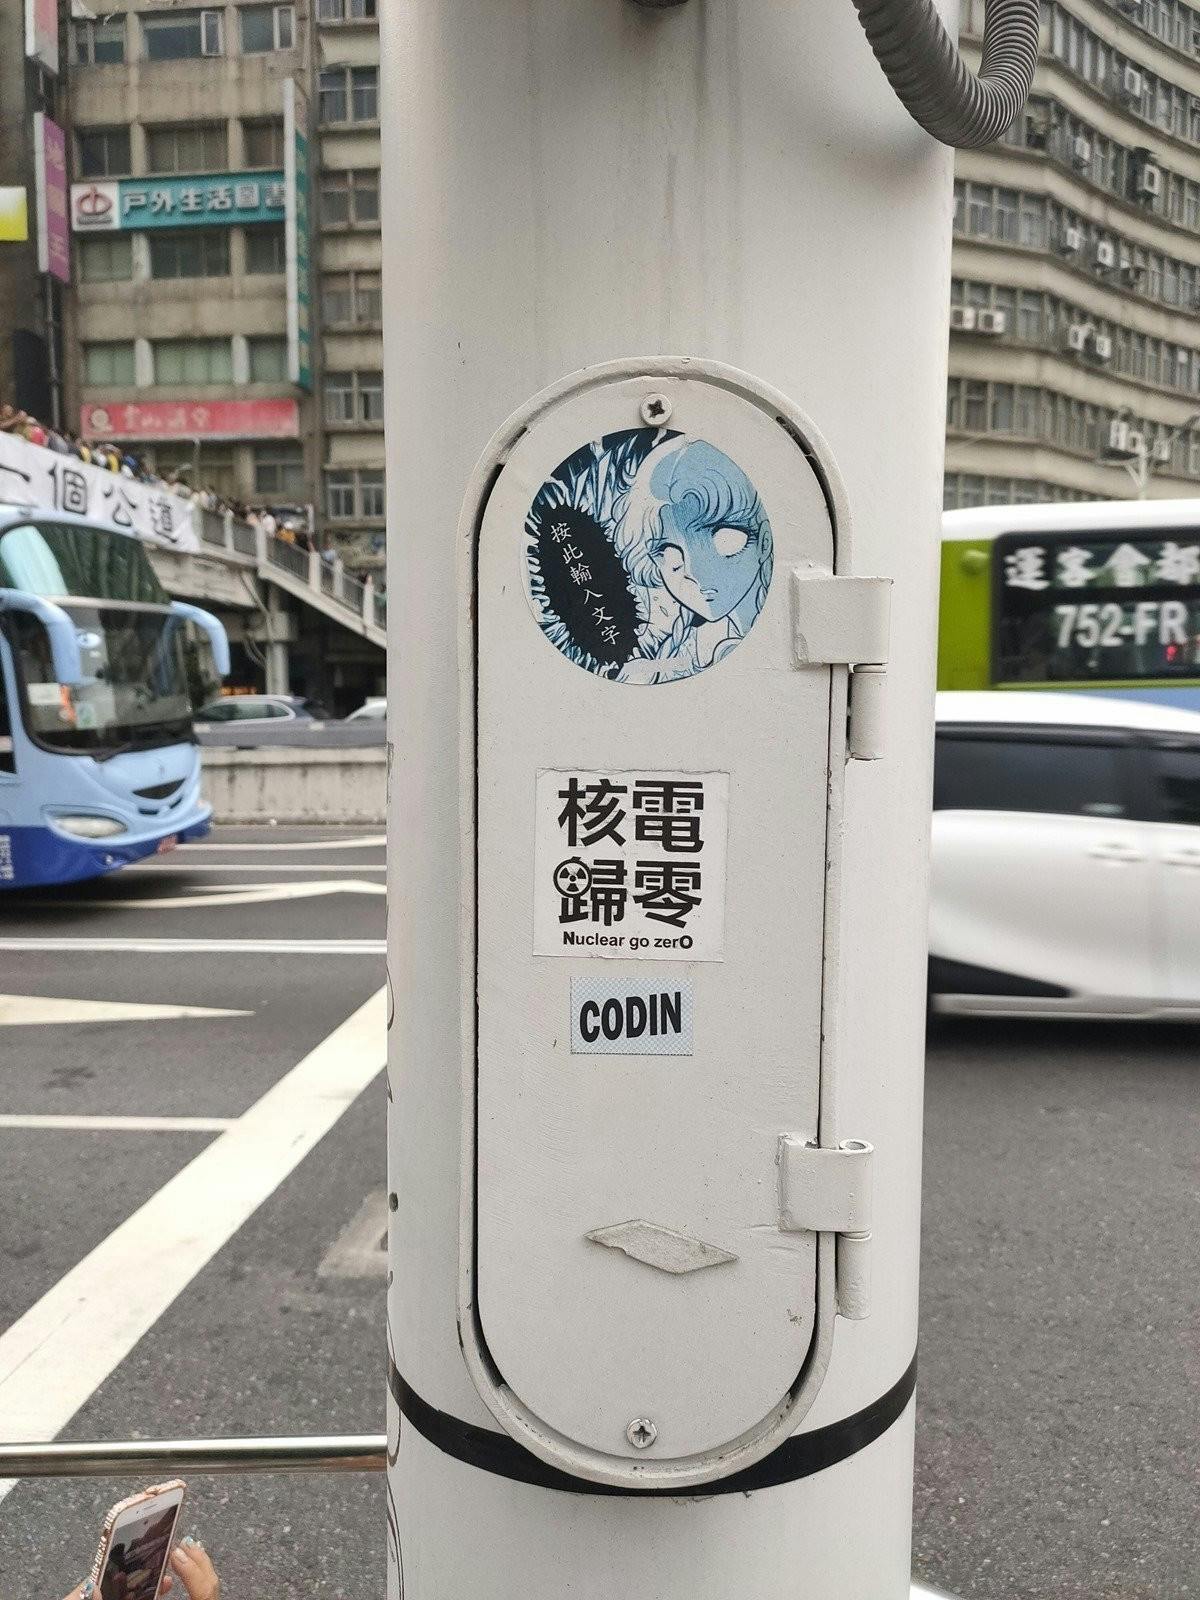 戶外生活圖書
一個公道
按此輸入文字
都會客運
752-FR
核電
歸零
Nuclear go zerO
CODIN